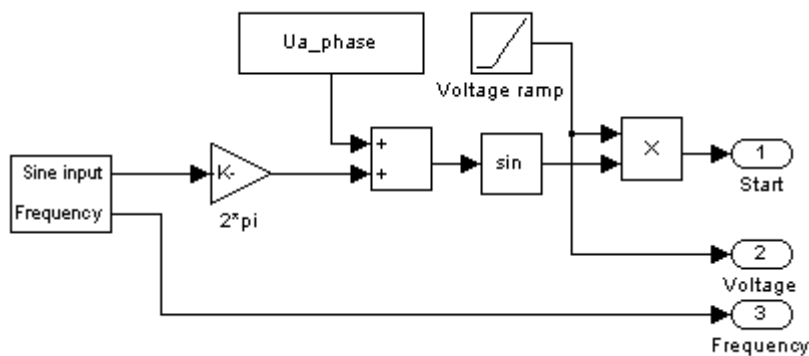 Ua_phase
Voltage ramp
Sine input
Frequency
K-
2*pi
+
+
sin
×
1
Start
2
Voltage
3
Frequency